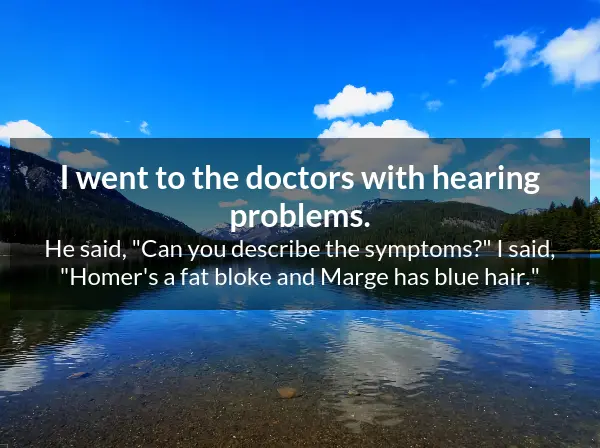 I went to the doctors with hearing
problems.
He said, "Can you describe the symptoms?" I said,
"Homer's a fat bloke and Marge has blue hair."